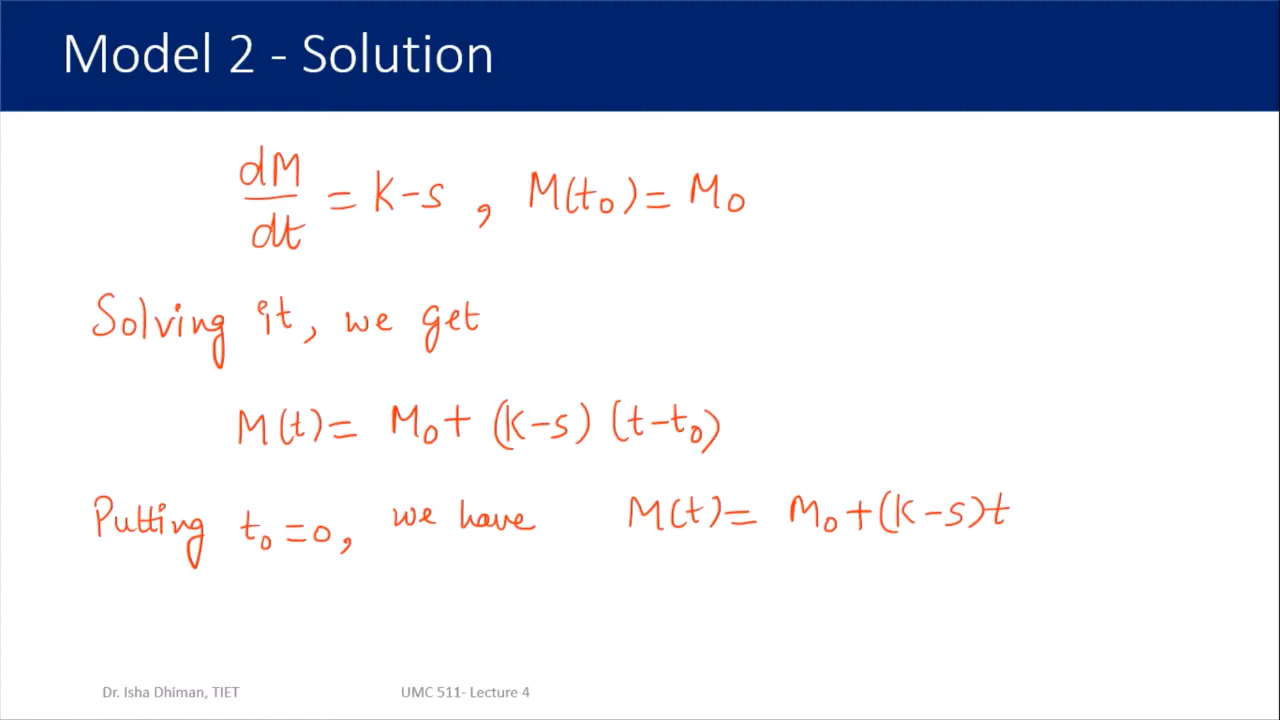 Model 2 - Solution
dM/dt = K-s , M(t₀) = M₀
Solving it, we get
M(t) = M₀ + (K-s) (t-t₀)
Putting t₀ = 0, we have M(t) = M₀ + (K-s)t
Dr. Isha Dhiman, TIET UMC 511- Lecture 4